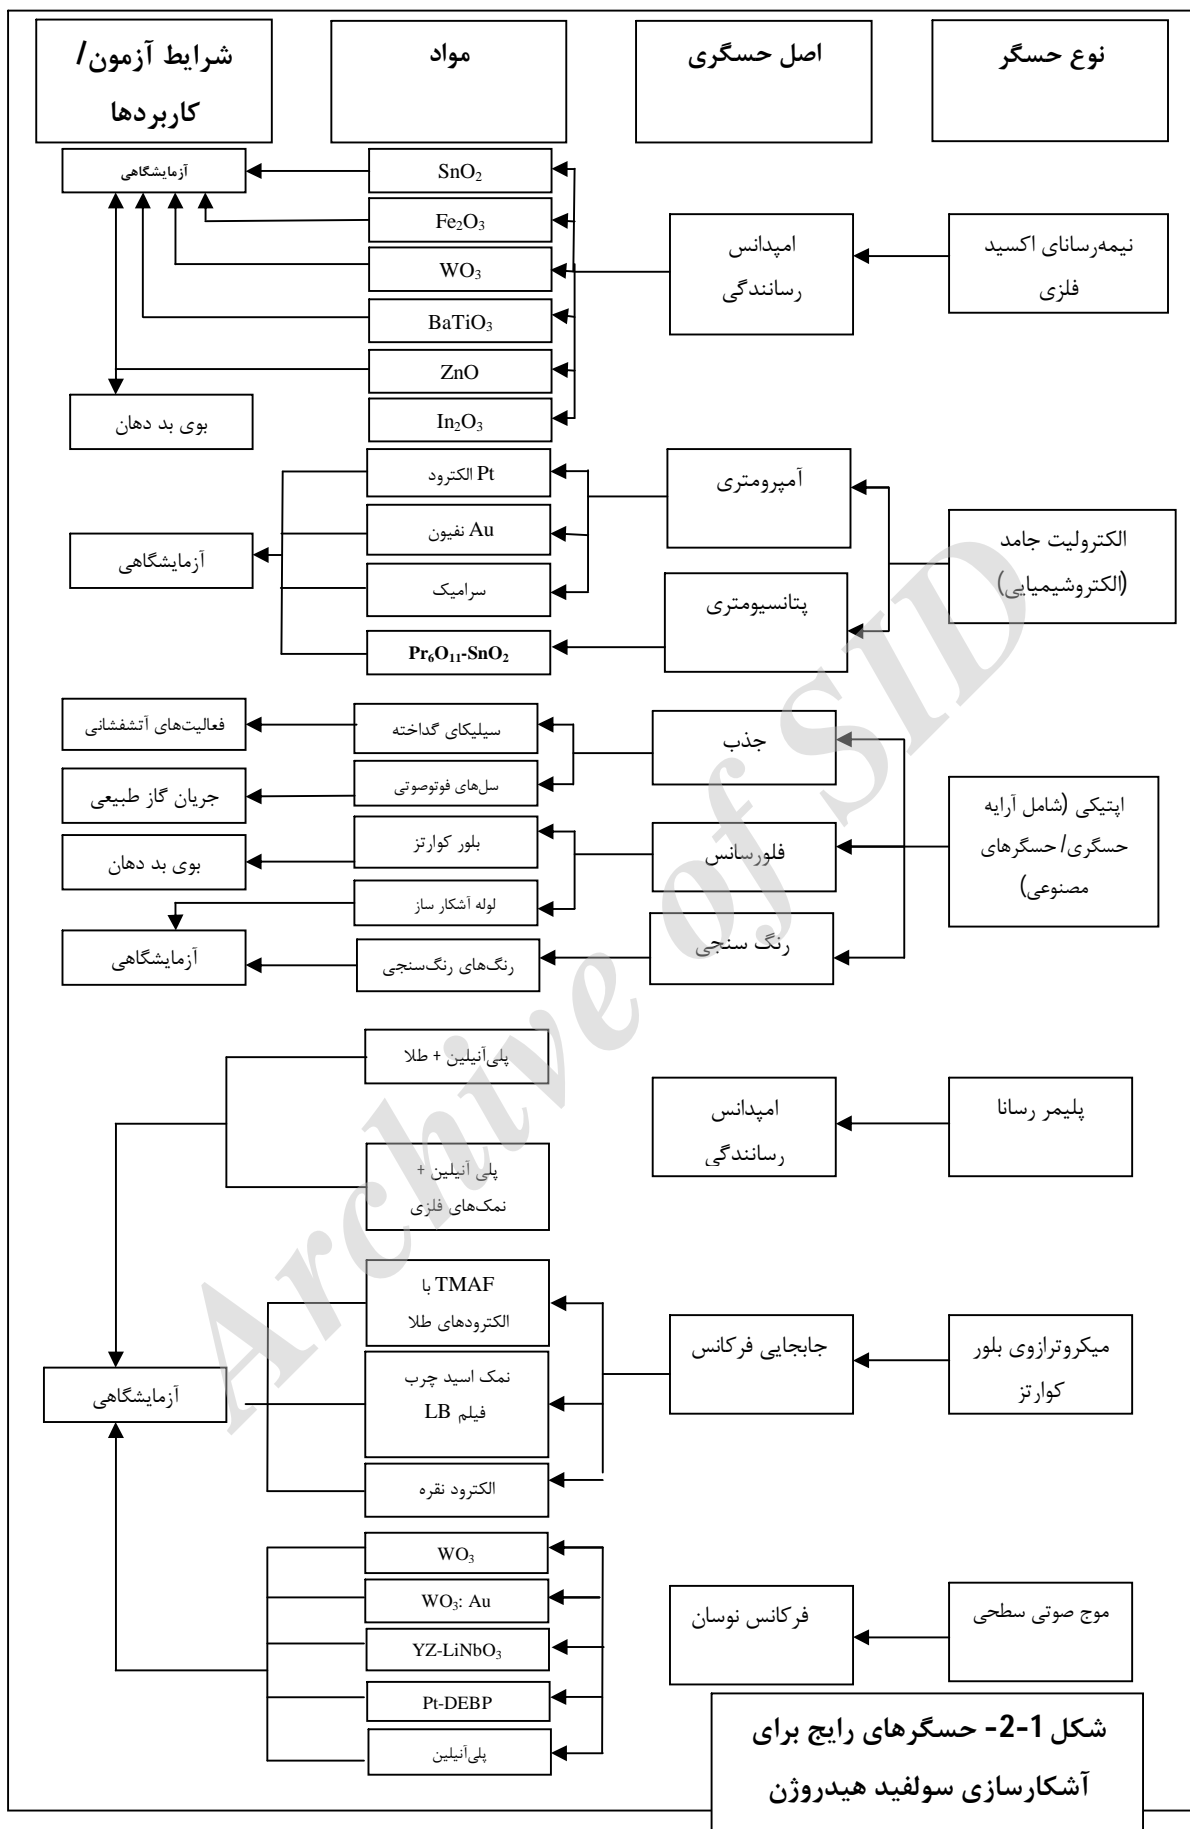 نوع حسگر
اصل حسگری
مواد
شرایط آزمون/
کاربردها
نیمه‌رسانای اکسید
فلزی
امپدانس
رسانندگی
SnO₂
Fe₂O₃
WO₃
BaTiO₃
ZnO
In₂O₃
آزمایشگاهی
بوی بد دهان
الکترولیت جامد
(الکتروشیمیایی)
آمپرومتری
پتانسیومتری
Pt الکترود
Au نفیون
سرامیک
Pr₆O₁₁-SnO₂
آزمایشگاهی
اپتیکی (شامل آرایه
حسگری/حسگرهای
مصنوعی)
جذب
فلورسانس
رنگ سنجی
سیلیکای گداخته
سل‌های فوتوصوتی
بلور کوارتز
لوله آشکار ساز
رنگ‌های رنگ‌سنجی
فعالیت‌های آتشفشانی
جریان گاز طبیعی
بوی بد دهان
آزمایشگاهی
پلیمر رسانا
امپدانس
رسانندگی
پلی‌آنیلین + طلا
پلی آنیلین +
نمک‌های فلزی
میکروترازوی بلور
کوارتز
جابجایی فرکانس
TMAF با
الکترودهای طلا
نمک اسید چرب
فیلم LB
الکترود نقره
آزمایشگاهی
موج صوتی سطحی
فرکانس نوسان
WO₃
WO₃: Au
YZ-LiNbO₃
Pt-DEBP
پلی‌آنیلین
شکل 1-2- حسگرهای رایج برای
آشکارسازی سولفید هیدروژن
Archive of SID